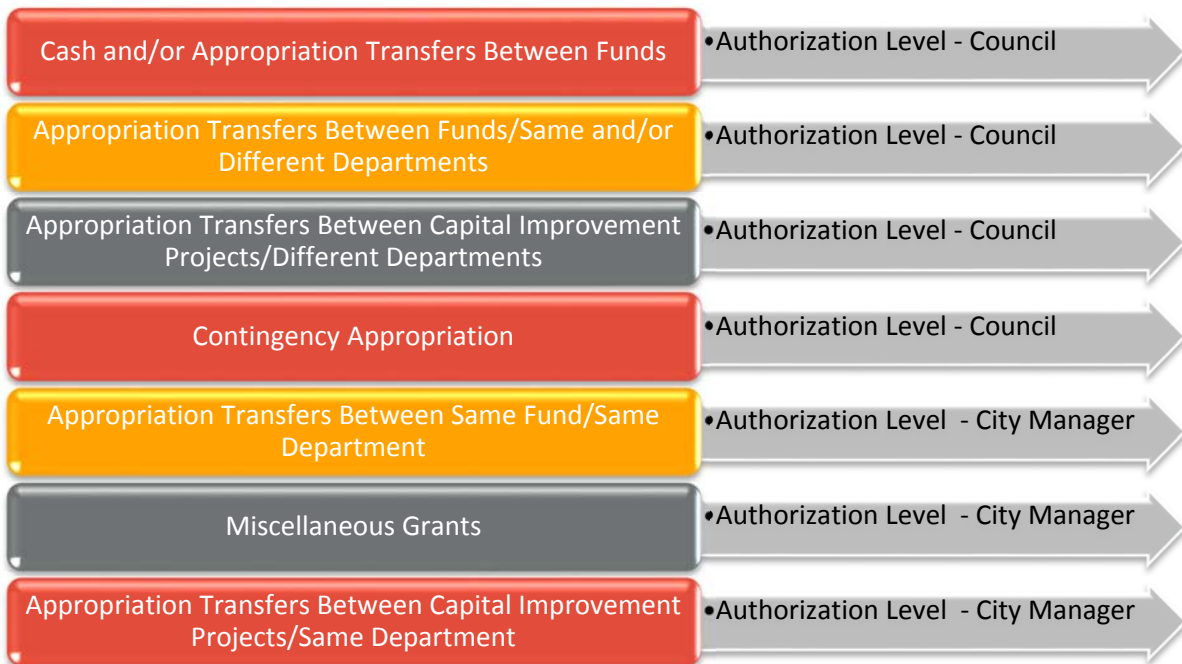 Cash and/or Appropriation Transfers Between Funds
•Authorization Level - Council
Appropriation Transfers Between Funds/Same and/or
Different Departments
•Authorization Level - Council
Appropriation Transfers Between Capital Improvement
Projects/Different Departments
•Authorization Level - Council
Contingency Appropriation
•Authorization Level - Council
Appropriation Transfers Between Same Fund/Same
Department
•Authorization Level  - City Manager
Miscellaneous Grants
•Authorization Level  - City Manager
Appropriation Transfers Between Capital Improvement
Projects/Same Department
•Authorization Level  - City Manager